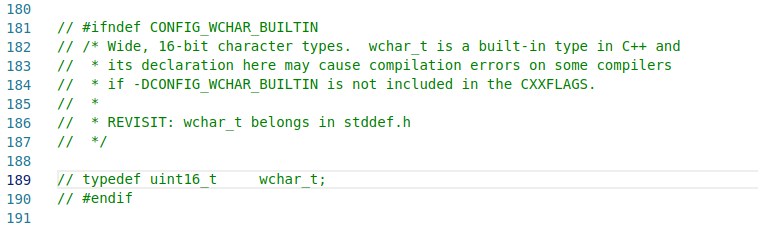 180
181 // #ifndef CONFIG_WCHAR_BUILTIN
182 // /* Wide, 16-bit character types.  wchar_t is a built-in type in C++ and
183 //  * its declaration here may cause compilation errors on some compilers
184 //  * if -DCONFIG_WCHAR_BUILTIN is not included in the CXXFLAGS.
185 //  *
186 //  * REVISIT: wchar_t belongs in stddef.h
187 //  */
188
189 // typedef uint16_t     wchar_t;
190 // #endif
191